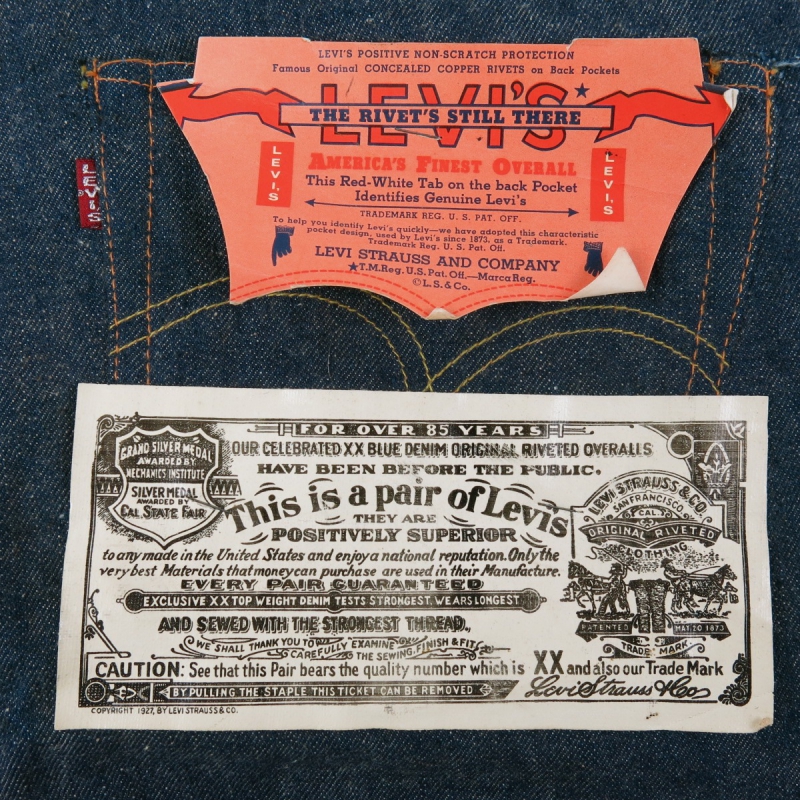 LEVI'S POSITIVE NON-SCRATCH PROTECTION
Famous Original CONCEALED COPPER RIVETS on Back Pockets
LEVI'S
THE RIVET'S STILL THERE
AMERICA'S FINEST OVERALL
LEVI'S
LEVI'S
LEVI'S
This Red-White Tab on the back Pocket
Identifies Genuine Levi's
TRADEMARK REG. U. S. PAT. OFF.
To help you identify Levi's quickly—we have adopted this characteristic
pocket design, used by Levi's since 1873, as a Trademark.
Trademark Reg. U. S. Pat. Off.
LEVI STRAUSS AND COMPANY
★T.M.Reg. U.S. Pat. Off.—Marca Reg.
© L.S. & Co.
FOR OVER 85 YEARS
OUR CELEBRATED XX BLUE DENIM ORIGINAL RIVETED OVERALLS
HAVE BEEN BEFORE THE PUBLIC.
GRAND SILVER MEDAL
AWARDED BY
MECHANICS INSTITUTE
SILVER MEDAL
AWARDED BY
CAL. STATE FAIR
This is a pair of Levi's
THEY ARE
POSITIVELY SUPERIOR
to any made in the United States and enjoy a national reputation. Only the
very best Materials that money can purchase are used in their Manufacture.
EVERY PAIR GUARANTEED
EXCLUSIVE XX TOP WEIGHT DENIM TESTS STRONGEST, WEARS LONGEST
AND SEWED WITH THE STRONGEST THREAD.
WE SHALL THANK YOU TO CAREFULLY EXAMINE THE SEWING, FINISH & FIT
LEVI STRAUSS & CO.
SAN FRANCISCO,
CAL.
ORIGINAL RIVETED
CLOTHING
PATENTED MAY 20 1873
TRADE MARK
CAUTION: See that this Pair bears the quality number which is XX and also our Trade Mark
BY PULLING THE STAPLE THIS TICKET CAN BE REMOVED
Levi Strauss & Co
COPYRIGHT 1927, BY LEVI STRAUSS & CO.